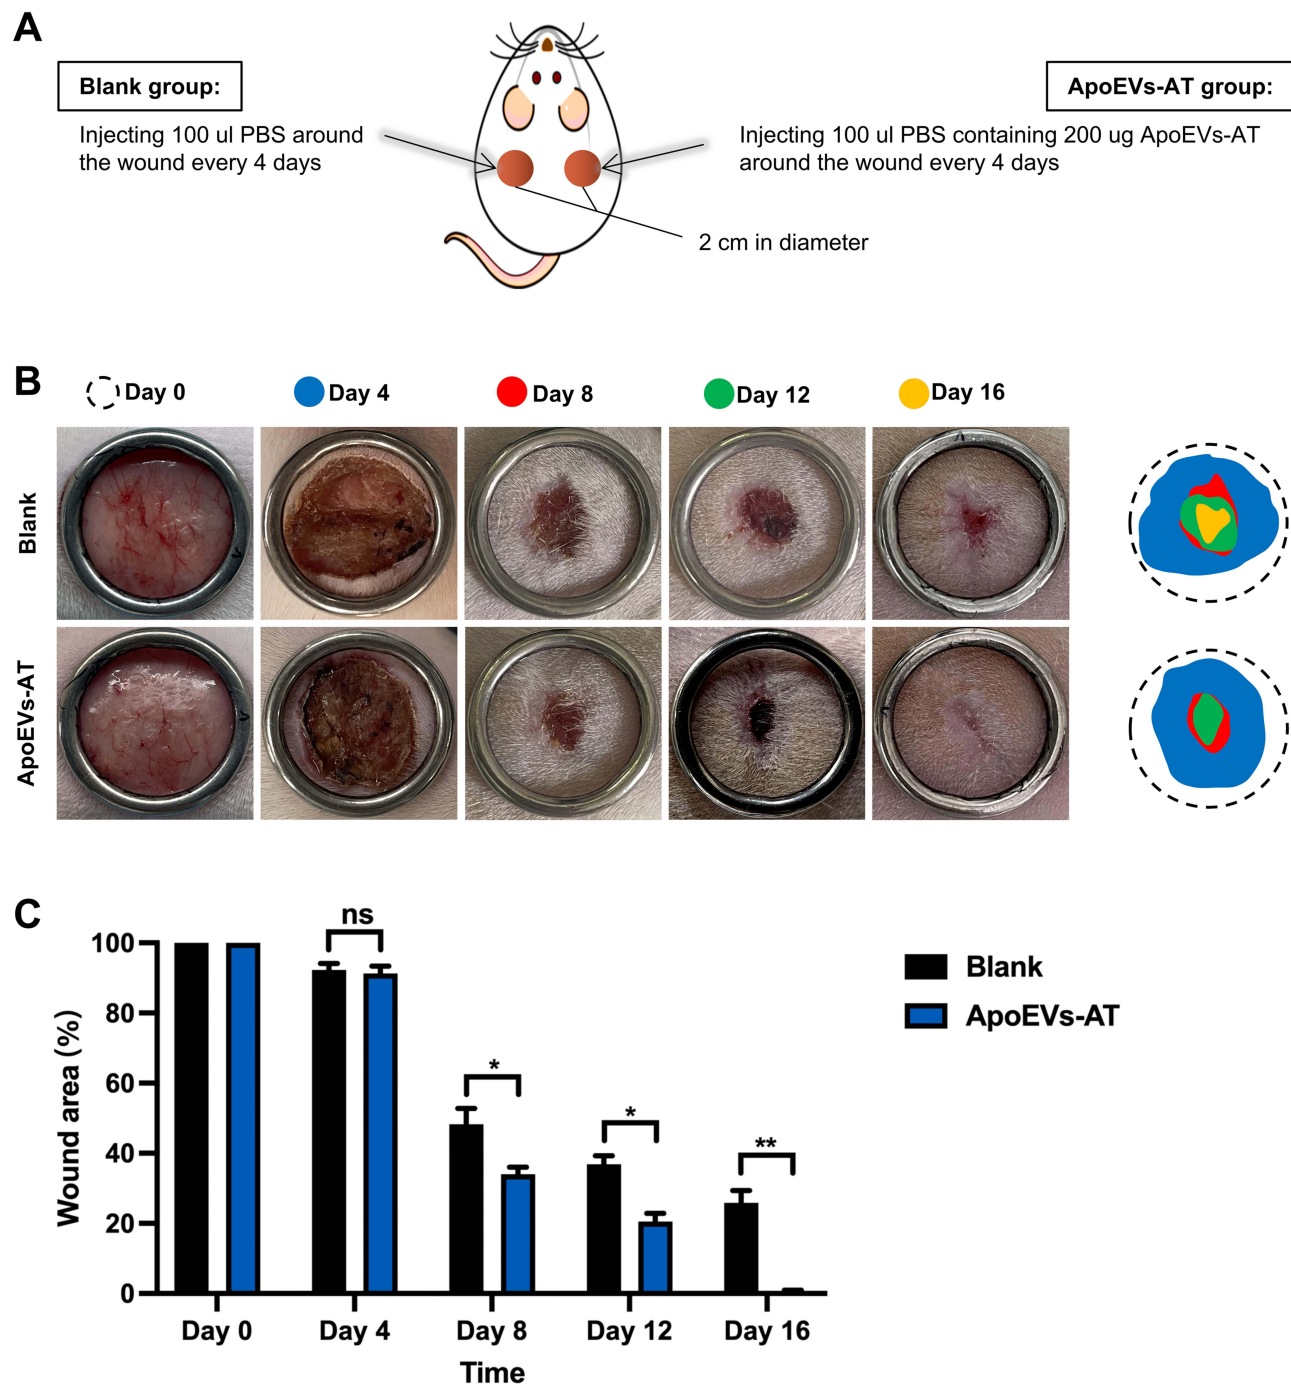 A
Blank group:
Injecting 100 ul PBS around
the wound every 4 days
ApoEVs-AT group:
Injecting 100 ul PBS containing 200 ug ApoEVs-AT
around the wound every 4 days
2 cm in diameter
B
Day 0
Day 4
Day 8
Day 12
Day 16
Blank
ApoEVs-AT
C
Wound area (%)
100
80
60
40
20
0
ns
*
*
**
Day 0
Day 4
Day 8
Day 12
Day 16
Time
Blank
ApoEVs-AT